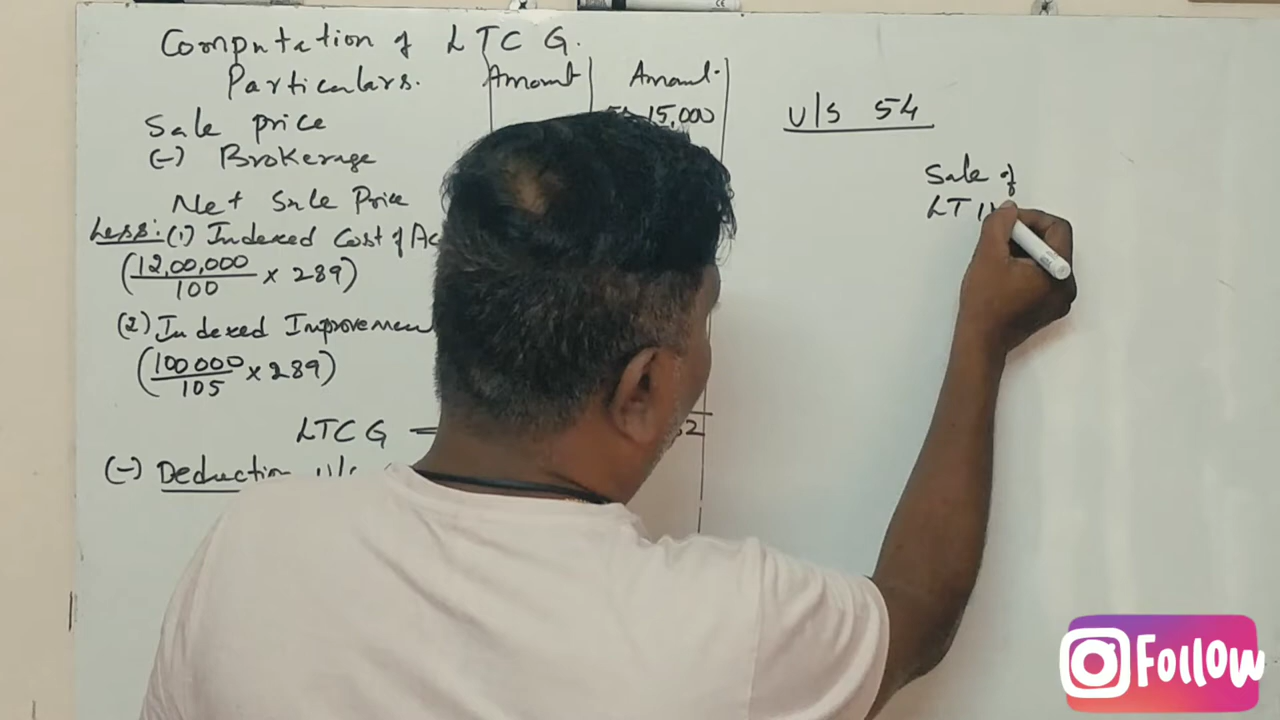 Computation of LTCG.
Particulars. Amount Amount.
Sale price 15,000
(-) Brokerage
Net Sale Price
Less: (1) Indexed Cost of Ac
(12,00,000 / 100 × 289)
(2) Indexed Improvemen
(100000 / 105 × 289)
LTCG =
(-) Deduction u/s
u/s 54
Sale of
LT
Follow